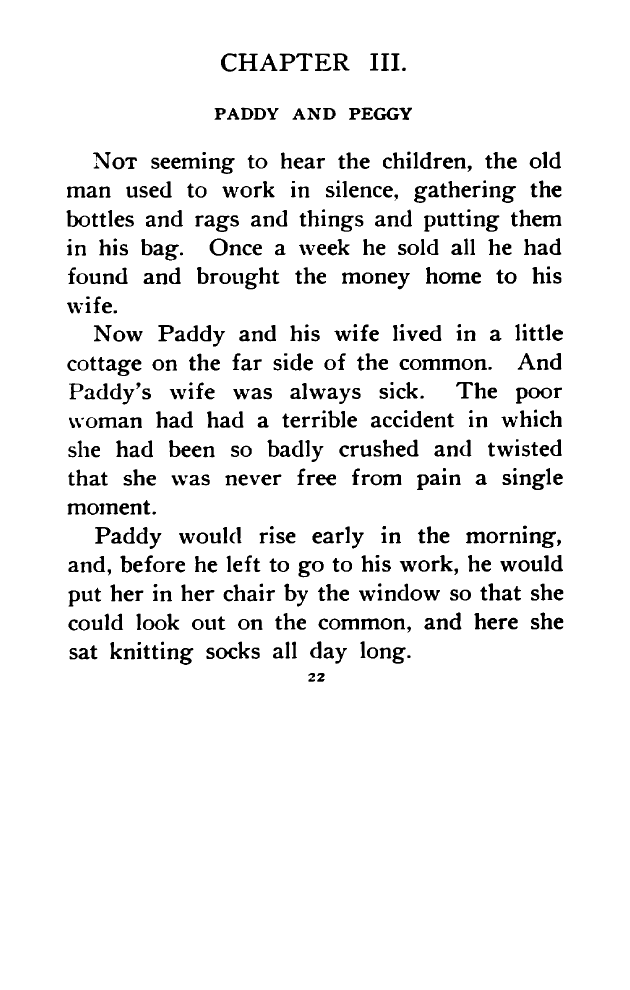 CHAPTER III.
PADDY AND PEGGY
NOT seeming to hear the children, the old
man used to work in silence, gathering the
bottles and rags and things and putting them
in his bag. Once a week he sold all he had
found and brought the money home to his
wife.
Now Paddy and his wife lived in a little
cottage on the far side of the common. And
Paddy's wife was always sick. The poor
woman had had a terrible accident in which
she had been so badly crushed and twisted
that she was never free from pain a single
moment.
Paddy would rise early in the morning,
and, before he left to go to his work, he would
put her in her chair by the window so that she
could look out on the common, and here she
sat knitting socks all day long.
22